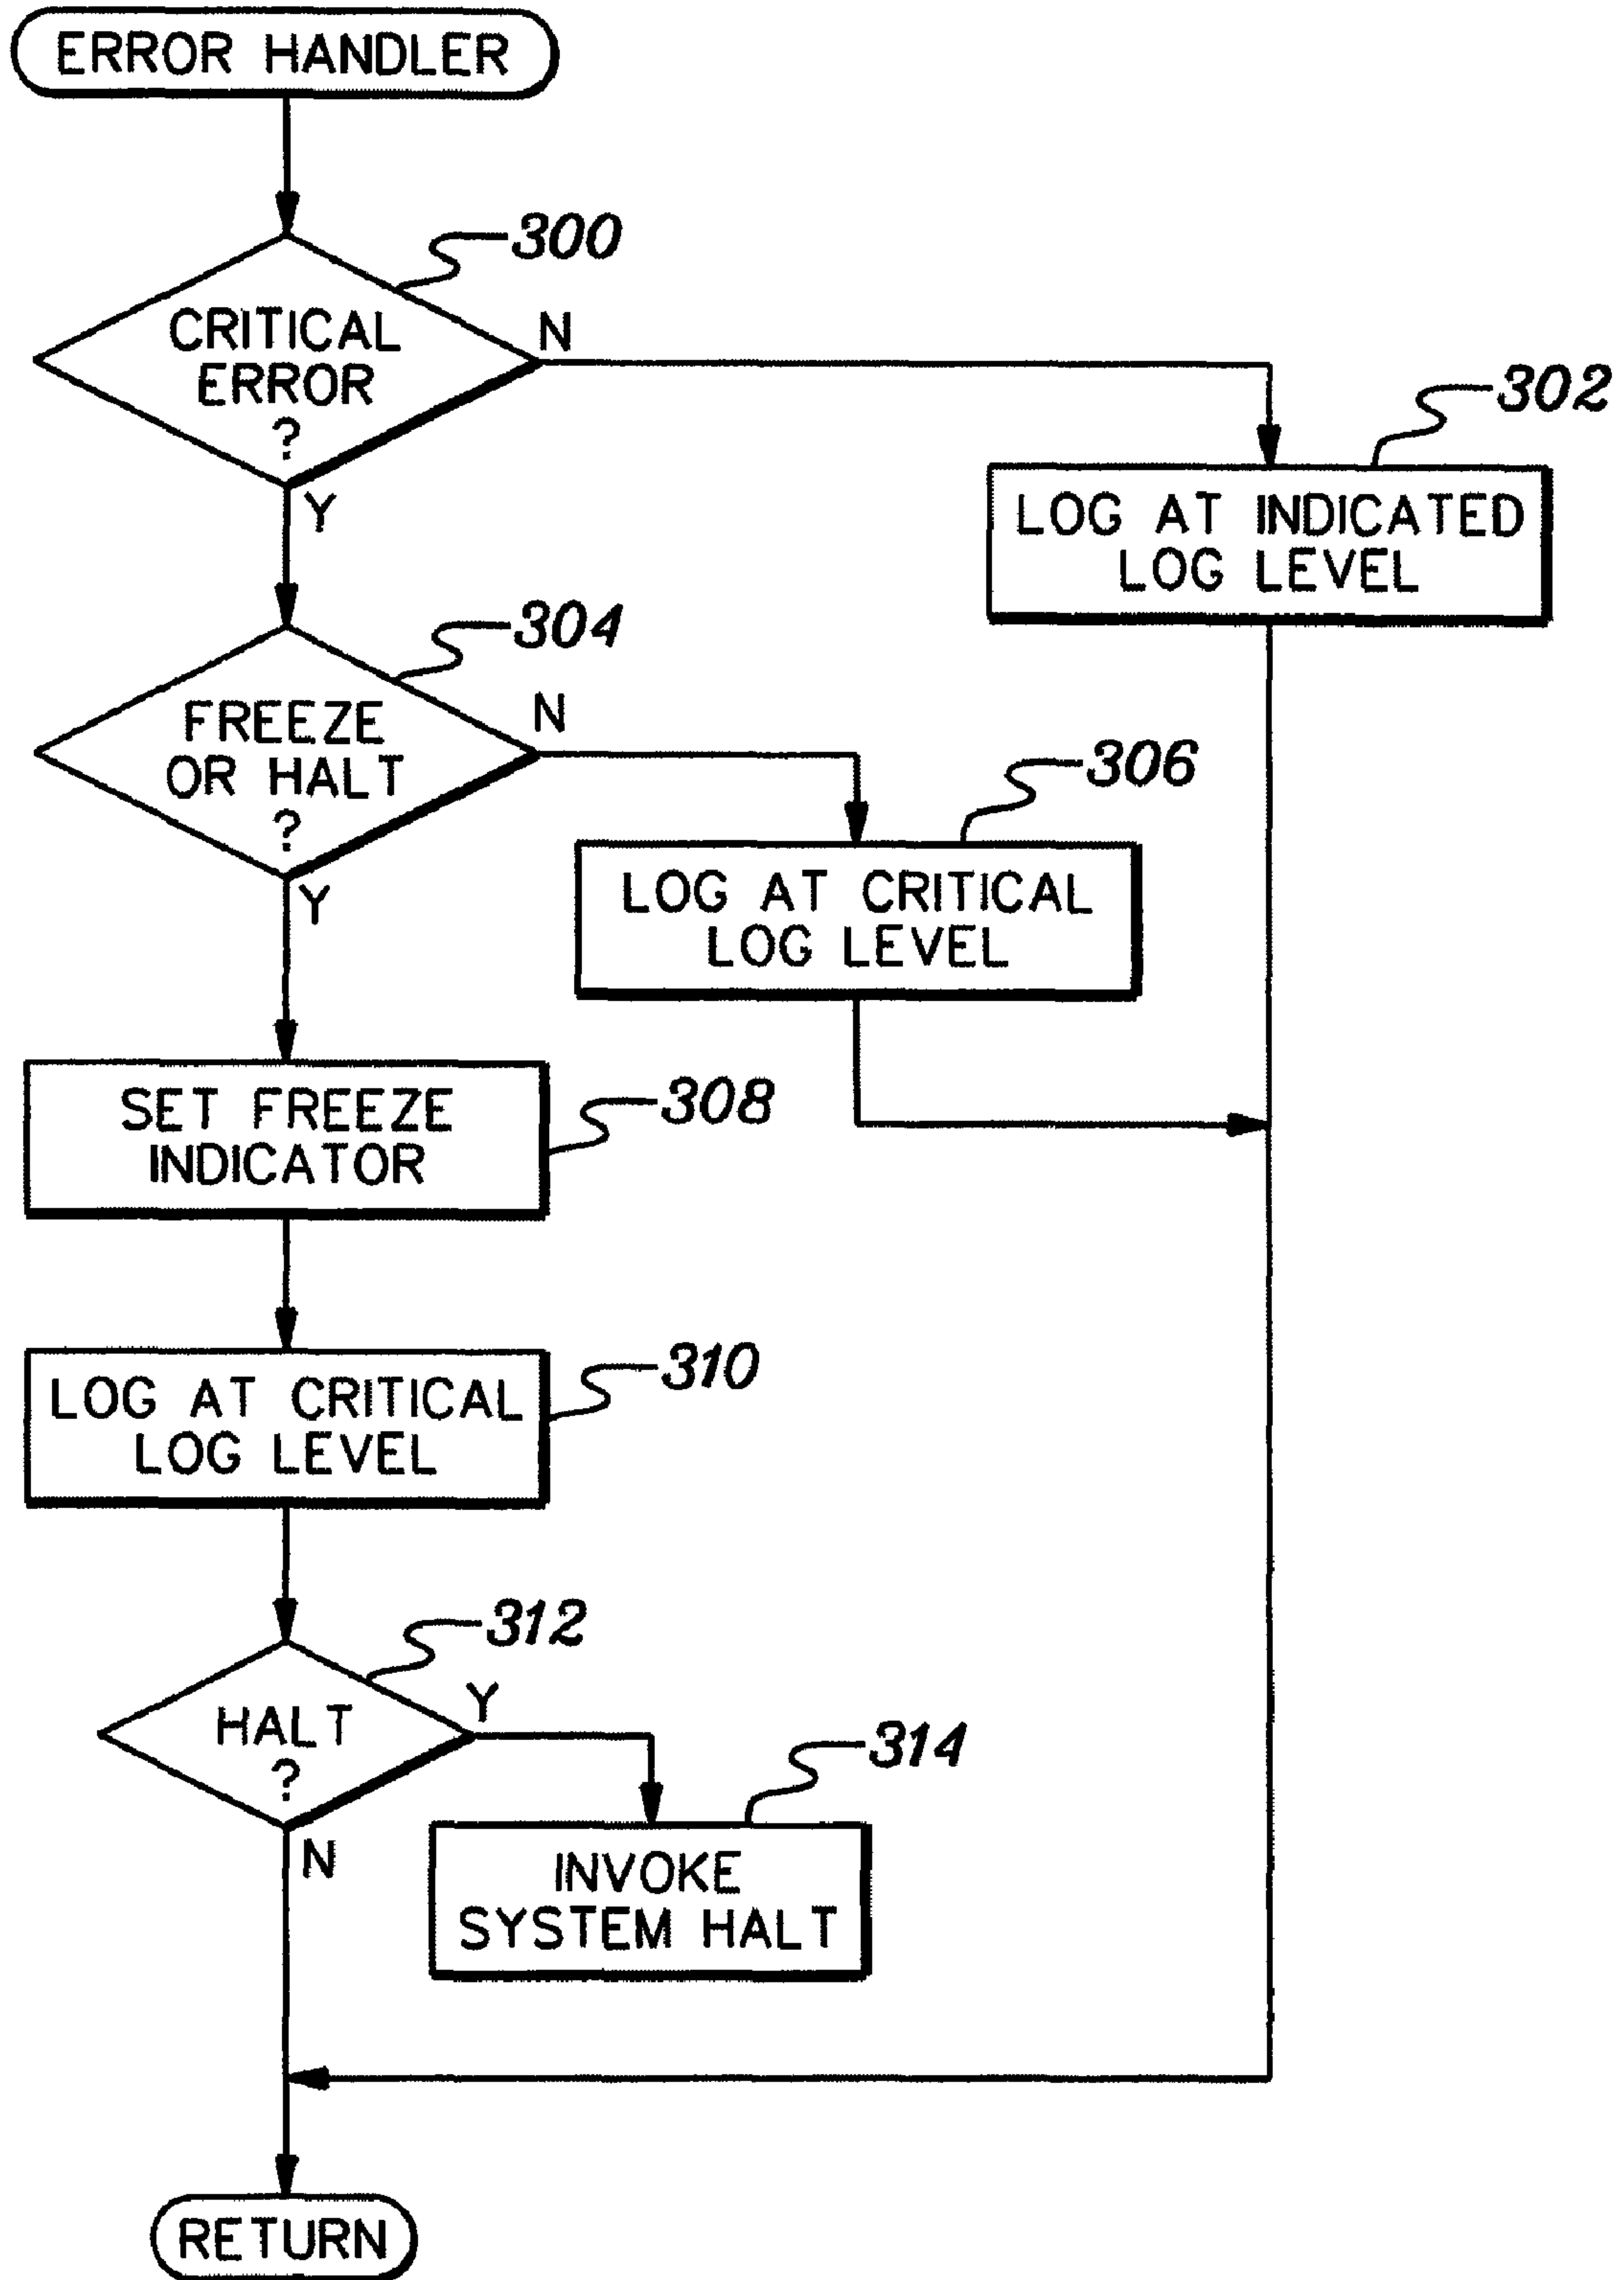 ERROR HANDLER
300
CRITICAL
ERROR
?
N
Y
302
LOG AT INDICATED
LOG LEVEL
304
FREEZE
OR HALT
?
N
Y
306
LOG AT CRITICAL
LOG LEVEL
SET FREEZE
INDICATOR
308
LOG AT CRITICAL
LOG LEVEL
310
312
HALT
?
Y
N
314
INVOKE
SYSTEM HALT
RETURN